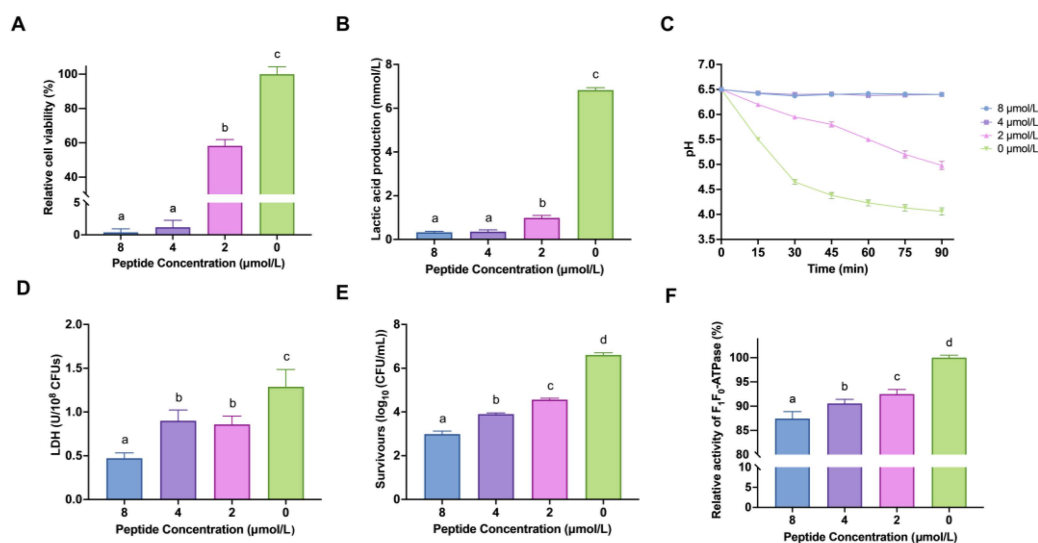 A
Relative cell viability (%)
100
80
60
40
5
0
a
a
b
c
8
4
2
0
Peptide Concentration (μmol/L)
B
Lactic acid production (mmol/L)
8
6
4
2
0
a
a
b
c
8
4
2
0
Peptide Concentration (μmol/L)
C
pH
6.5
6.0
5.5
5.0
4.5
4.0
3.5
0
15
30
45
60
75
90
Time (min)
8 μmol/L
4 μmol/L
2 μmol/L
0 μmol/L
D
LDH (U/10⁸ CFUs)
2.0
1.5
1.0
0.5
0.0
a
b
b
c
8
4
2
0
Peptide Concentration (μmol/L)
E
Survivours (log₁₀ (CFU/mL))
8
6
4
2
0
a
b
c
d
8
4
2
0
Peptide Concentration (μmol/L)
F
Relative activity of F₁F₀-ATPase (%)
100
95
90
85
80
10
5
0
a
b
c
d
8
4
2
0
Peptide Concentration (μmol/L)